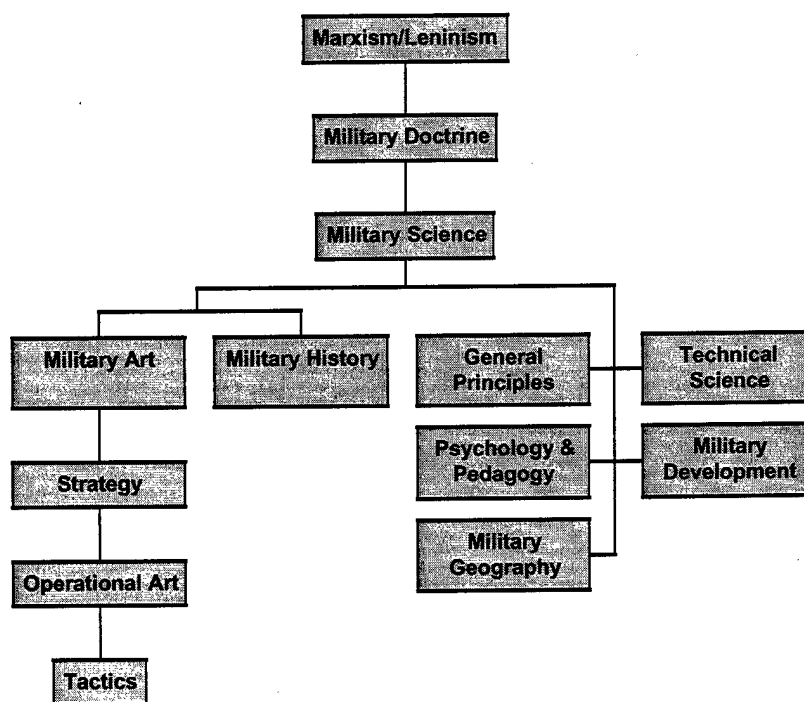 Marxism/Leninism
Military Doctrine
Military Science
Military Art
Military History
General
Principles
Technical
Science
Psychology &
Pedagogy
Military
Development
Strategy
Military
Geography
Operational Art
Tactics